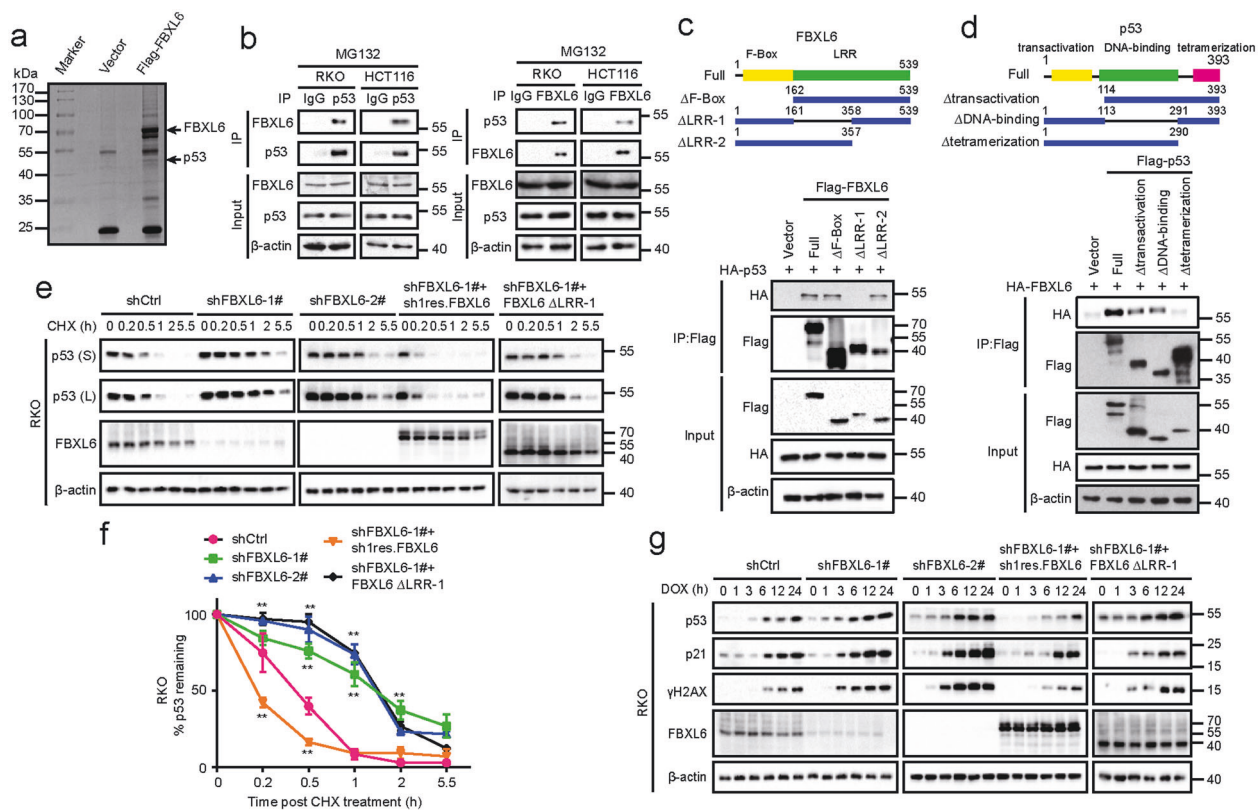 a
kDa
Marker
Vector
Flag-FBXL6
170
130
100
70
55
40
35
25
FBXL6
p53
b
MG132
RKO HCT116
IP IgG p53 IgG p53
IP
FBXL6
p53
55
55
Input
FBXL6
p53
β-actin
55
55
40
MG132
RKO HCT116
IP IgG FBXL6 IgG FBXL6
IP
p53
FBXL6
55
55
Input
FBXL6
p53
β-actin
55
55
40
c
FBXL6
F-Box LRR
1 539
Full
162 539
ΔF-Box
1 161 358 539
ΔLRR-1
1 357
ΔLRR-2
Flag-FBXL6
Vector
Full
ΔF-Box
ΔLRR-1
ΔLRR-2
HA-p53 + + + + +
IP:Flag
HA
55
Flag
70
55
40
Input
Flag
70
55
40
HA
55
β-actin
40
d
p53
transactivation DNA-binding tetramerization
1 393
Full
114 393
Δtransactivation
1 113 291 393
ΔDNA-binding
1 290
Δtetramerization
Flag-p53
Vector
Full
Δtransactivation
ΔDNA-binding
Δtetramerization
HA-FBXL6 + + + + +
IP:Flag
HA
55
Flag
55
40
35
Input
Flag
55
40
HA
55
β-actin
40
e
shCtrl shFBXL6-1# shFBXL6-2# shFBXL6-1#+ sh1res.FBXL6 shFBXL6-1#+ FBXL6 ΔLRR-1
CHX (h) 0 0.2 0.5 1 2 5.5 0 0.2 0.5 1 2 5.5 0 0.2 0.5 1 2 5.5 0 0.2 0.5 1 2 5.5 0 0.2 0.5 1 2 5.5
RKO
p53 (S)
55
p53 (L)
55
FBXL6
70
55
40
β-actin
40
f
shCtrl
shFBXL6-1#
shFBXL6-2#
shFBXL6-1#+
sh1res.FBXL6
shFBXL6-1#+
FBXL6 ΔLRR-1
RKO
% p53 remaining
100
50
0
** ** ** ** ** ** ** **
0 0.2 0.5 1 2 5.5
Time post CHX treatment (h)
g
shCtrl shFBXL6-1# shFBXL6-2# shFBXL6-1#+ sh1res.FBXL6 shFBXL6-1#+ FBXL6 ΔLRR-1
DOX (h) 0 1 3 6 12 24 0 1 3 6 12 24 0 1 3 6 12 24 0 1 3 6 12 24 0 1 3 6 12 24
RKO
p53
55
p21
25
15
γH2AX
15
FBXL6
70
55
40
β-actin
40